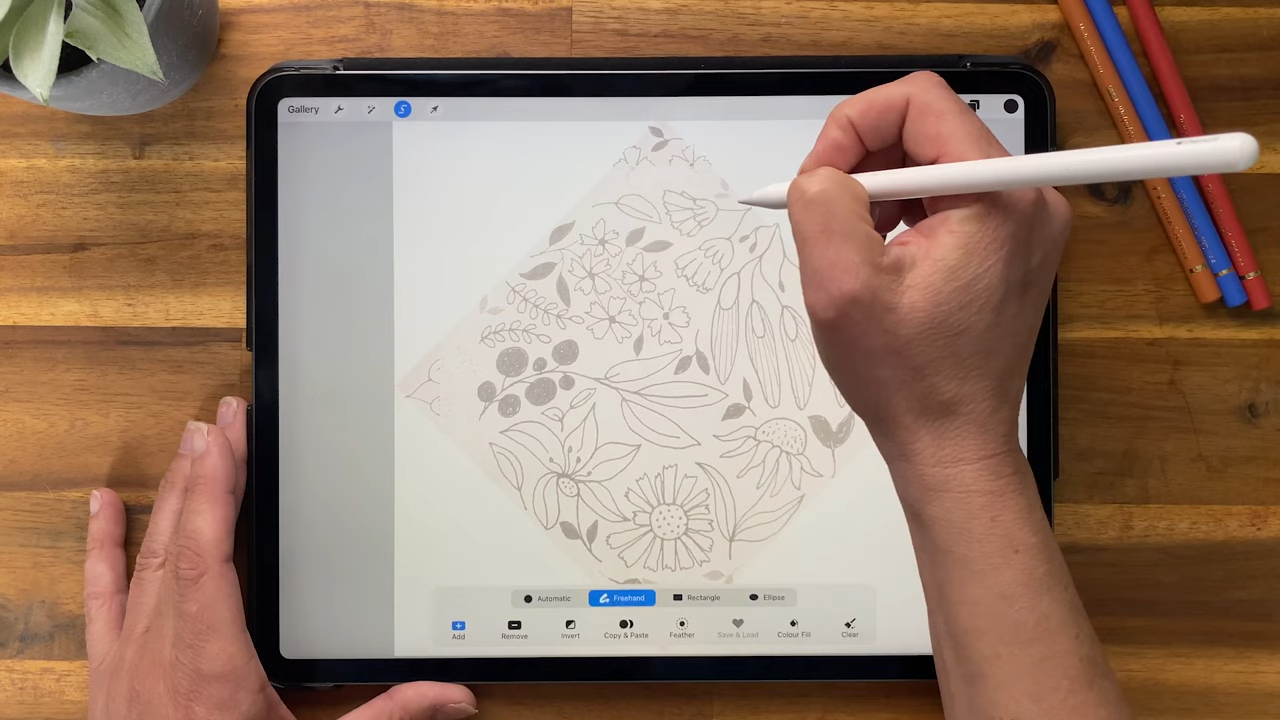 Gallery
Automatic Freehand Rectangle Ellipse
Add Remove Invert Copy & Paste Feather Save & Load Colour Fill Clear